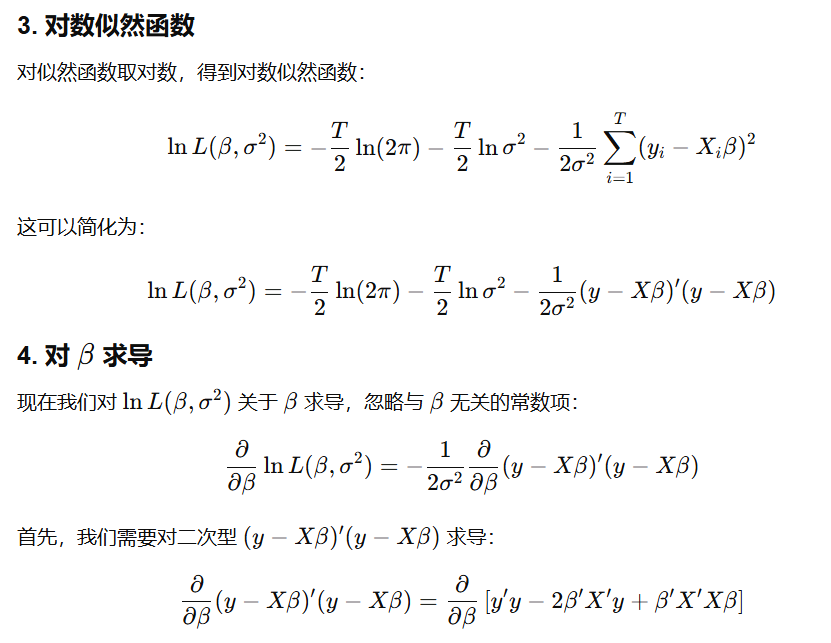 3. 对数似然函数
对似然函数取对数，得到对数似然函数：
$\ln L(\beta, \sigma^2) = -\frac{T}{2}\ln(2\pi) - \frac{T}{2}\ln\sigma^2 - \frac{1}{2\sigma^2}\sum_{i=1}^{T}(y_i - X_i\beta)^2$
这可以简化为：
$\ln L(\beta, \sigma^2) = -\frac{T}{2}\ln(2\pi) - \frac{T}{2}\ln\sigma^2 - \frac{1}{2\sigma^2}(y - X\beta)'(y - X\beta)$
4. 对 $\beta$ 求导
现在我们对 $\ln L(\beta, \sigma^2)$ 关于 $\beta$ 求导，忽略与 $\beta$ 无关的常数项：
$\frac{\partial}{\partial\beta}\ln L(\beta, \sigma^2) = -\frac{1}{2\sigma^2}\frac{\partial}{\partial\beta}(y - X\beta)'(y - X\beta)$
首先，我们需要对二次型 $(y - X\beta)'(y - X\beta)$ 求导：
$\frac{\partial}{\partial\beta}(y - X\beta)'(y - X\beta) = \frac{\partial}{\partial\beta}[y'y - 2\beta'X'y + \beta'X'X\beta]$